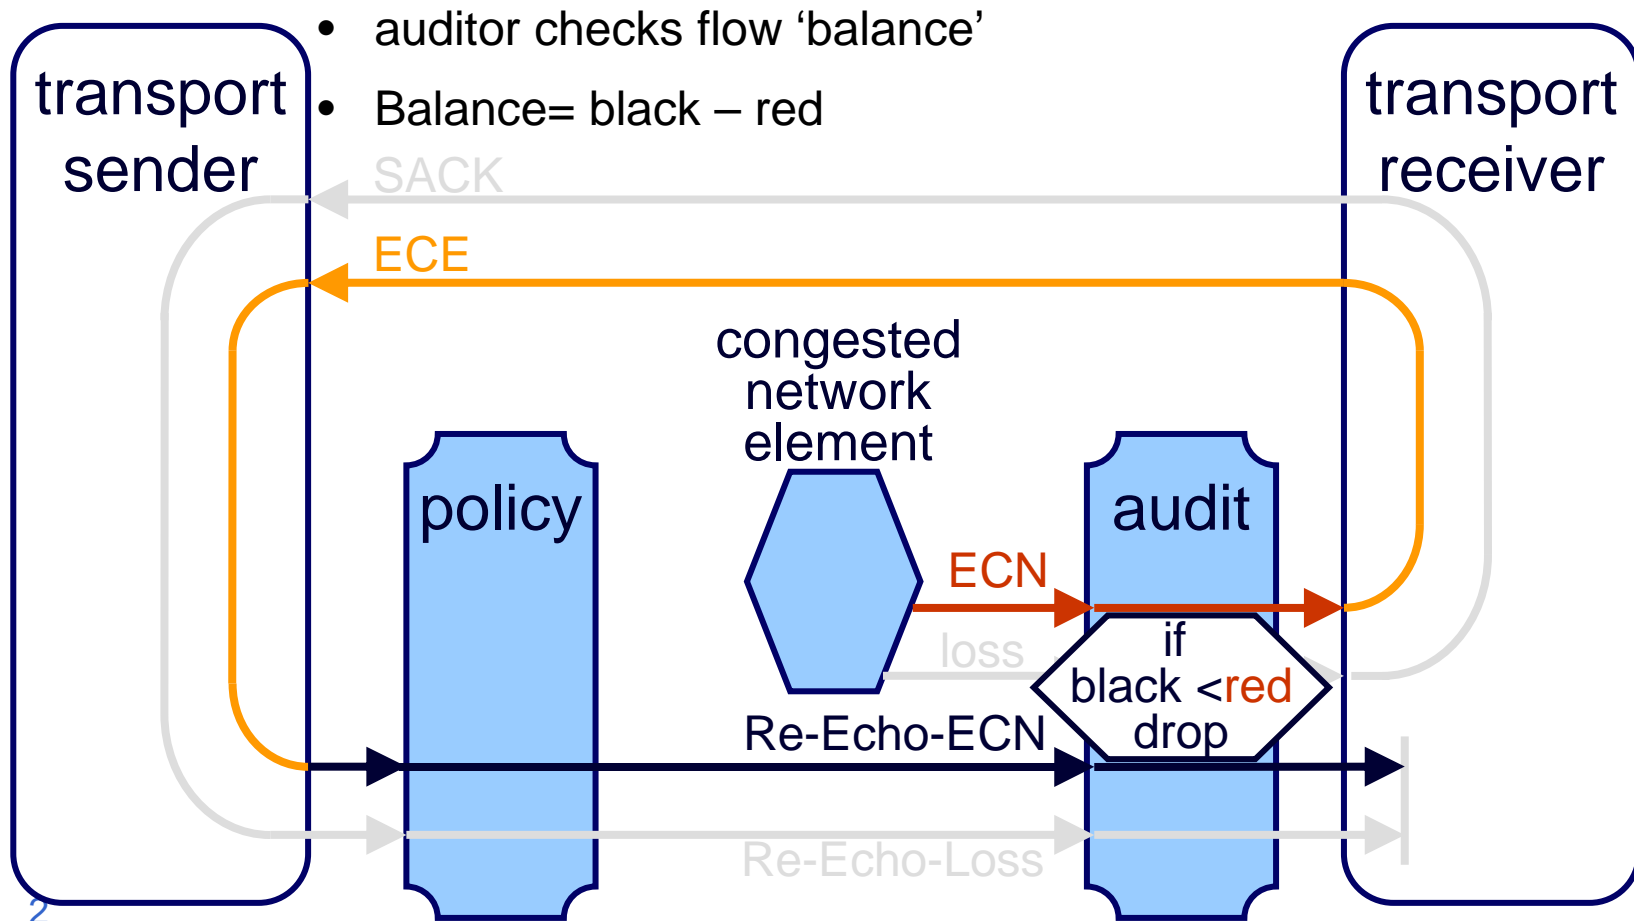 • auditor checks flow ‘balance’
• Balance= black – red
transport
sender
transport
receiver
SACK
ECE
congested
network
element
policy
audit
ECN
loss
if
black <red
drop
Re-Echo-ECN
Re-Echo-Loss
2